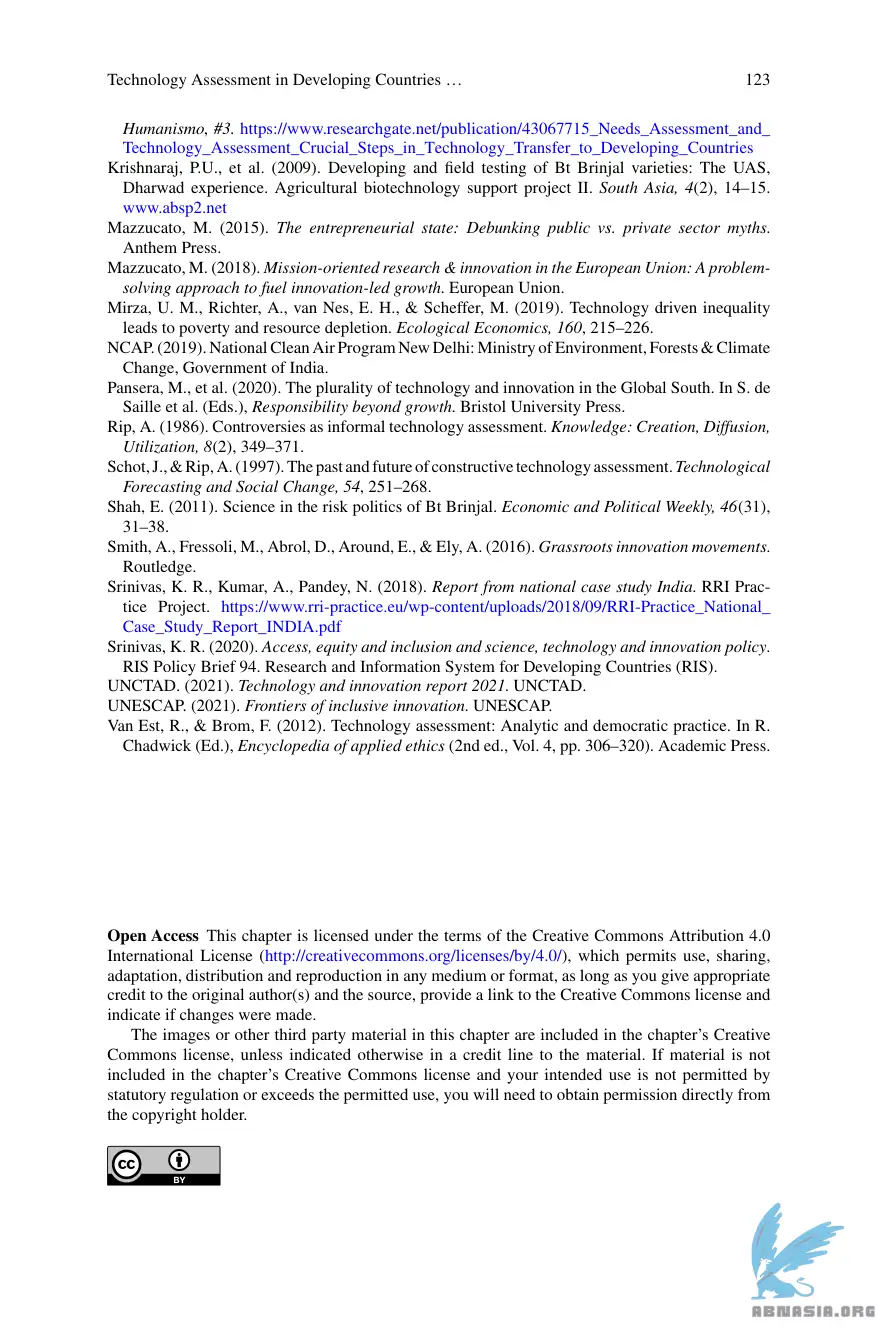 Technology Assessment in Developing Countries … 123
Humanismo, #3. https://www.researchgate.net/publication/43067715_Needs_Assessment_and_
Technology_Assessment_Crucial_Steps_in_Technology_Transfer_to_Developing_Countries
Krishnaraj, P.U., et al. (2009). Developing and field testing of Bt Brinjal varieties: The UAS,
Dharwad experience. Agricultural biotechnology support project II. South Asia, 4(2), 14–15.
www.absp2.net
Mazzucato, M. (2015). The entrepreneurial state: Debunking public vs. private sector myths.
Anthem Press.
Mazzucato, M. (2018). Mission-oriented research & innovation in the European Union: A problem-
solving approach to fuel innovation-led growth. European Union.
Mirza, U. M., Richter, A., van Nes, E. H., & Scheffer, M. (2019). Technology driven inequality
leads to poverty and resource depletion. Ecological Economics, 160, 215–226.
NCAP. (2019). National Clean Air Program New Delhi: Ministry of Environment, Forests & Climate
Change, Government of India.
Pansera, M., et al. (2020). The plurality of technology and innovation in the Global South. In S. de
Saille et al. (Eds.), Responsibility beyond growth. Bristol University Press.
Rip, A. (1986). Controversies as informal technology assessment. Knowledge: Creation, Diffusion,
Utilization, 8(2), 349–371.
Schot, J., & Rip, A. (1997). The past and future of constructive technology assessment. Technological
Forecasting and Social Change, 54, 251–268.
Shah, E. (2011). Science in the risk politics of Bt Brinjal. Economic and Political Weekly, 46(31),
31–38.
Smith, A., Fressoli, M., Abrol, D., Around, E., & Ely, A. (2016). Grassroots innovation movements.
Routledge.
Srinivas, K. R., Kumar, A., Pandey, N. (2018). Report from national case study India. RRI Prac-
tice Project. https://www.rri-practice.eu/wp-content/uploads/2018/09/RRI-Practice_National_
Case_Study_Report_INDIA.pdf
Srinivas, K. R. (2020). Access, equity and inclusion and science, technology and innovation policy.
RIS Policy Brief 94. Research and Information System for Developing Countries (RIS).
UNCTAD. (2021). Technology and innovation report 2021. UNCTAD.
UNESCAP. (2021). Frontiers of inclusive innovation. UNESCAP.
Van Est, R., & Brom, F. (2012). Technology assessment: Analytic and democratic practice. In R.
Chadwick (Ed.), Encyclopedia of applied ethics (2nd ed., Vol. 4, pp. 306–320). Academic Press.
Open Access This chapter is licensed under the terms of the Creative Commons Attribution 4.0
International License (http://creativecommons.org/licenses/by/4.0/), which permits use, sharing,
adaptation, distribution and reproduction in any medium or format, as long as you give appropriate
credit to the original author(s) and the source, provide a link to the Creative Commons license and
indicate if changes were made.
The images or other third party material in this chapter are included in the chapter's Creative
Commons license, unless indicated otherwise in a credit line to the material. If material is not
included in the chapter's Creative Commons license and your intended use is not permitted by
statutory regulation or exceeds the permitted use, you will need to obtain permission directly from
the copyright holder.
cc
BY
ABNASIA.ORG